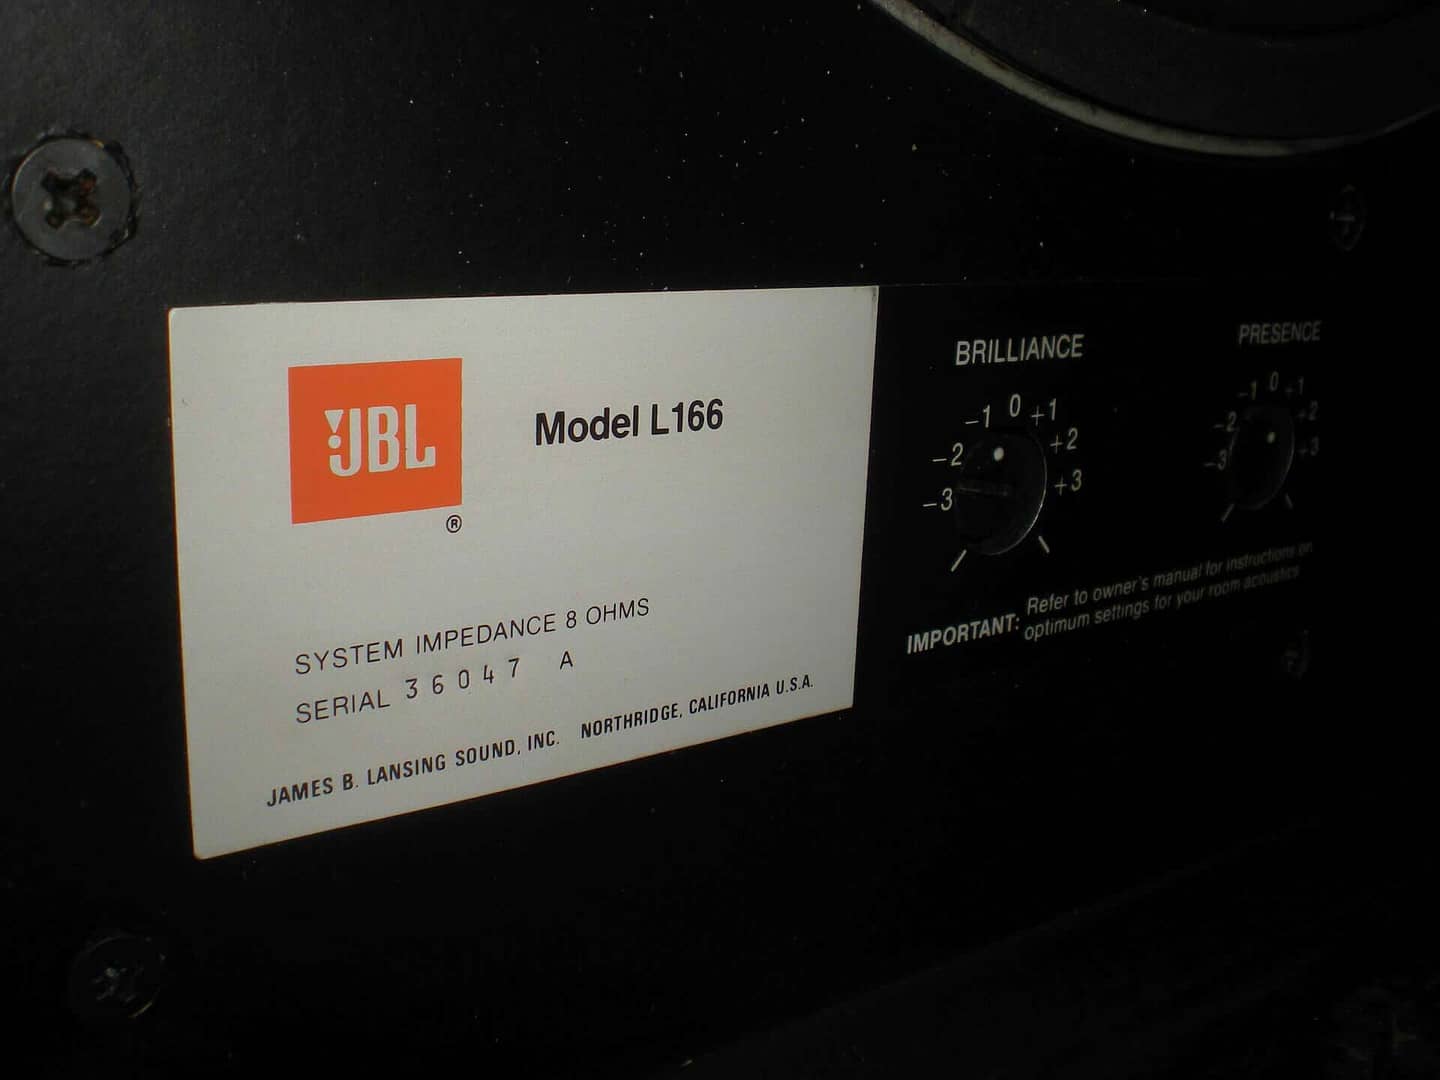 JBL
®
Model L166
SYSTEM IMPEDANCE 8 OHMS
SERIAL 36047 A
JAMES B. LANSING SOUND, INC. NORTHRIDGE, CALIFORNIA U.S.A.
BRILLIANCE
-3 -2 -1 0 +1 +2 +3
PRESENCE
-3 -2 -1 0 +1 +2 +3
IMPORTANT: Refer to owner's manual for instructions on
optimum settings for your room acoustics